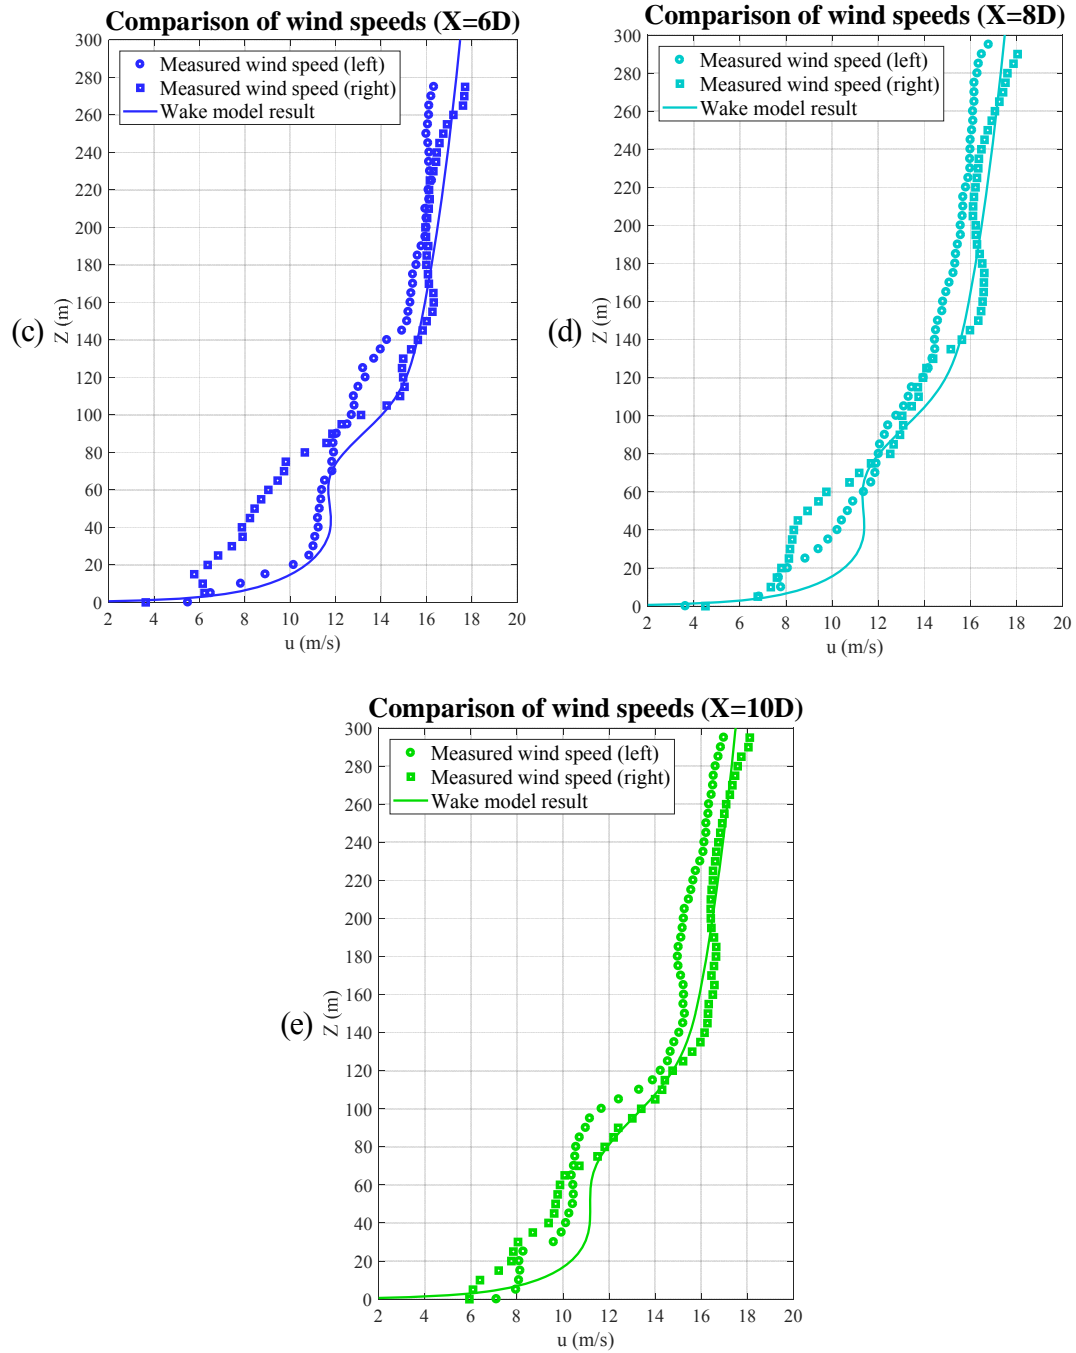 Comparison of wind speeds (X=6D)
300
280
260
240
220
200
180
160
140
120
100
80
60
40
20
0
Z (m)
Measured wind speed (left)
Measured wind speed (right)
Wake model result
(c)
2 4 6 8 10 12 14 16 18 20
u (m/s)
Comparison of wind speeds (X=8D)
300
280
260
240
220
200
180
160
140
120
100
80
60
40
20
0
Z (m)
Measured wind speed (left)
Measured wind speed (right)
Wake model result
(d)
2 4 6 8 10 12 14 16 18 20
u (m/s)
Comparison of wind speeds (X=10D)
300
280
260
240
220
200
180
160
140
120
100
80
60
40
20
0
Z (m)
Measured wind speed (left)
Measured wind speed (right)
Wake model result
(e)
2 4 6 8 10 12 14 16 18 20
u (m/s)